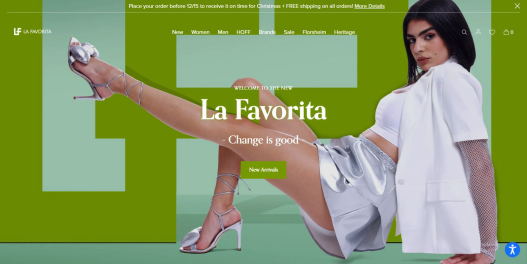 Place your order before 12/15 to receive it on time for Christmas + FREE shipping on all orders! More Details
LF LA FAVORITA
New Women Men HOFF Brands Sale Florsheim Heritage
0
WELCOME TO THE NEW
La Favorita
- Change is good -
New Arrivals